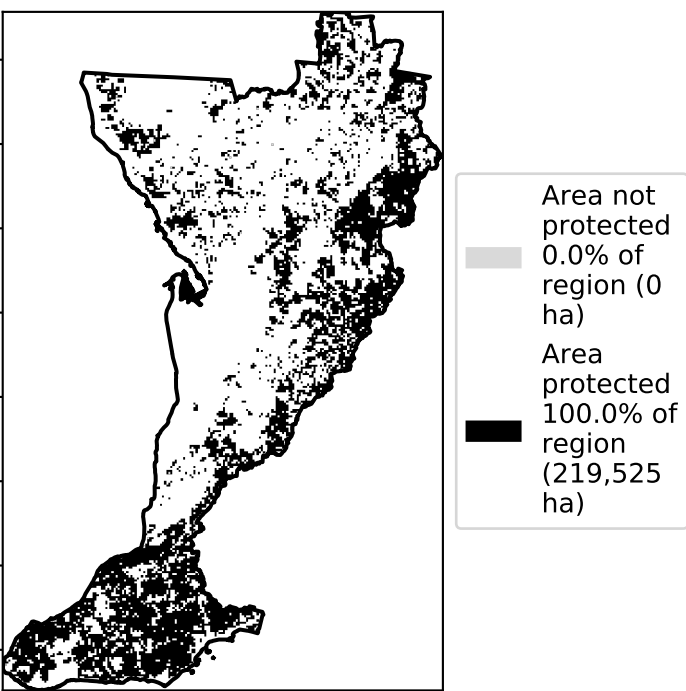 Area not
protected
0.0% of
region (0
ha)
Area
protected
100.0% of
region
(219,525
ha)